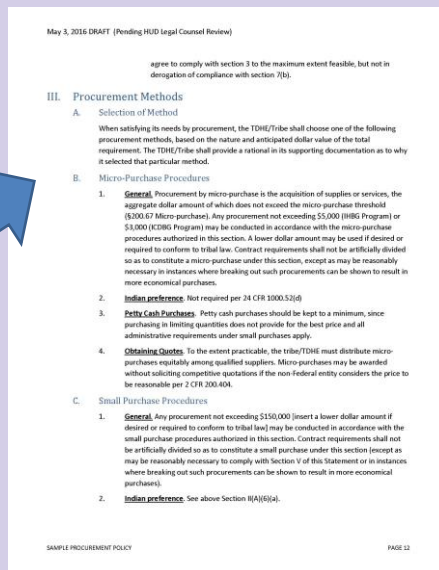 May 3, 2016 DRAFT (Pending HUD Legal Counsel Review)
agree to comply with section 3 to the maximum extent feasible, but not in
derogation of compliance with section 7(b).
III. Procurement Methods
A. Selection of Method
When satisfying its needs by procurement, the TDHE/Tribe shall choose one of the following
procurement methods, based on the nature and anticipated dollar value of the total
requirement. The TDHE/Tribe shall provide a rational in its supporting documentation as to why
it selected that particular method.
B. Micro-Purchase Procedures
1. General. Procurement by micro-purchase is the acquisition of supplies or services, the
aggregate dollar amount of which does not exceed the micro-purchase threshold
(§200.67 Micro-purchase). Any procurement not exceeding $5,000 (IHBG Program) or
$3,000 (ICDBG Program) may be conducted in accordance with the micro-purchase
procedures authorized in this section. A lower dollar amount may be used if desired or
required to conform to tribal law. Contract requirements shall not be artificially divided
so as to constitute a micro-purchase under this section, except as may be reasonably
necessary in instances where breaking out such procurements can be shown to result in
more economical purchases.
2. Indian preference. Not required per 24 CFR 1000.52(d)
3. Petty Cash Purchases. Petty cash purchases should be kept to a minimum, since
purchasing in limiting quantities does not provide for the best price and all
administrative requirements under small purchases apply.
4. Obtaining Quotes. To the extent practicable, the tribe/TDHE must distribute micro-
purchases equitably among qualified suppliers. Micro-purchases may be awarded
without soliciting competitive quotations if the non-Federal entity considers the price to
be reasonable per 2 CFR 200.404.
C. Small Purchase Procedures
1. General. Any procurement not exceeding $150,000 [insert a lower dollar amount if
desired or required to conform to tribal law] may be conducted in accordance with the
small purchase procedures authorized in this section. Contract requirements shall not
be artificially divided so as to constitute a small purchase under this section (except as
may be reasonably necessary to comply with Section V of this Statement or in instances
where breaking out such procurements can be shown to result in more economical
purchases).
2. Indian preference. See above Section II(A)(6)(a).
SAMPLE PROCUREMENT POLICY PAGE 12